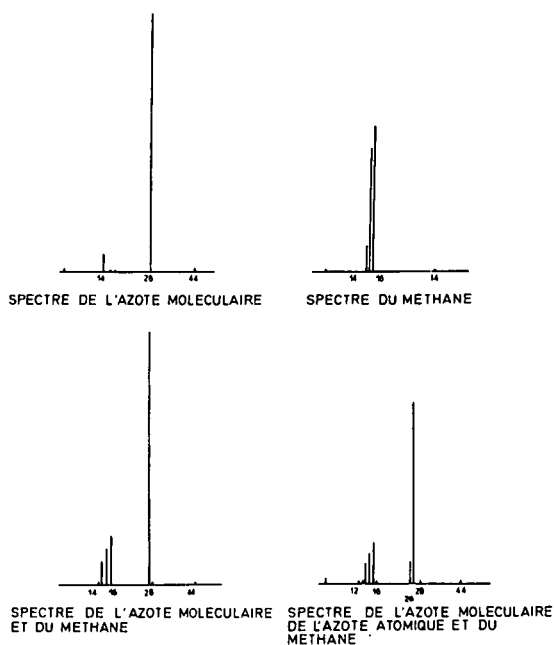 14 28 44
SPECTRE DE L'AZOTE MOLECULAIRE
14 16 14
SPECTRE DU METHANE
14 16 28 44
SPECTRE DE L'AZOTE MOLECULAIRE
ET DU METHANE
12 16 26 28 44
SPECTRE DE L'AZOTE MOLECULAIRE
DE L'AZOTE ATOMIQUE ET DU
METHANE